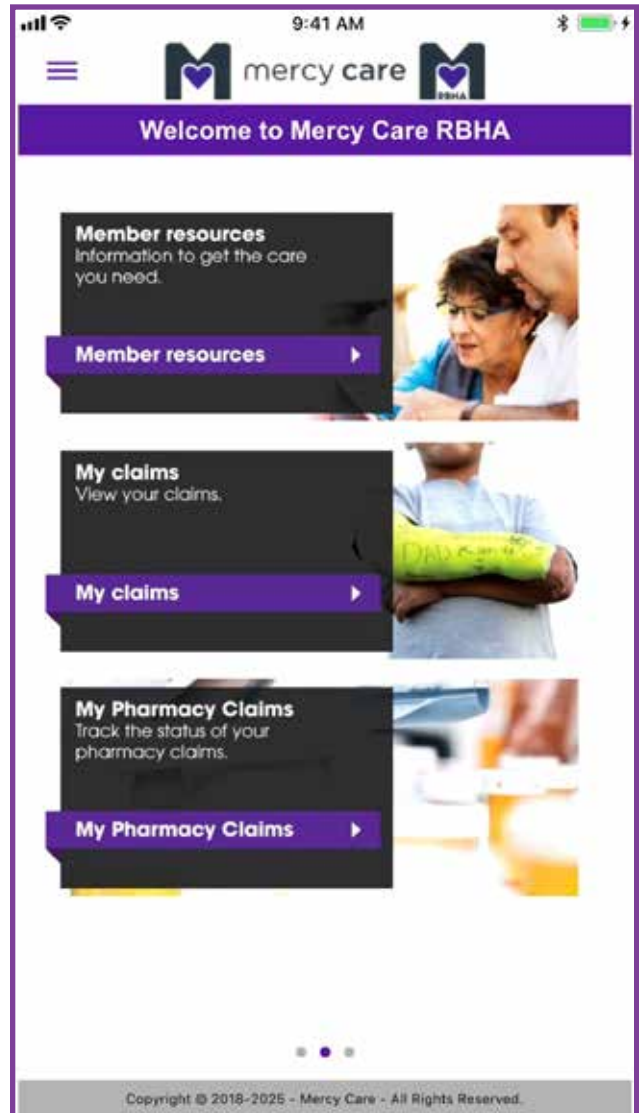 9:41 AM
mercy care
RBHA
Welcome to Mercy Care RBHA
Member resources
Information to get the care
you need.
Member resources
My claims
View your claims.
My claims
DAD
My Pharmacy Claims
Track the status of your
pharmacy claims.
My Pharmacy Claims
Copyright © 2018-2025 - Mercy Care - All Rights Reserved.